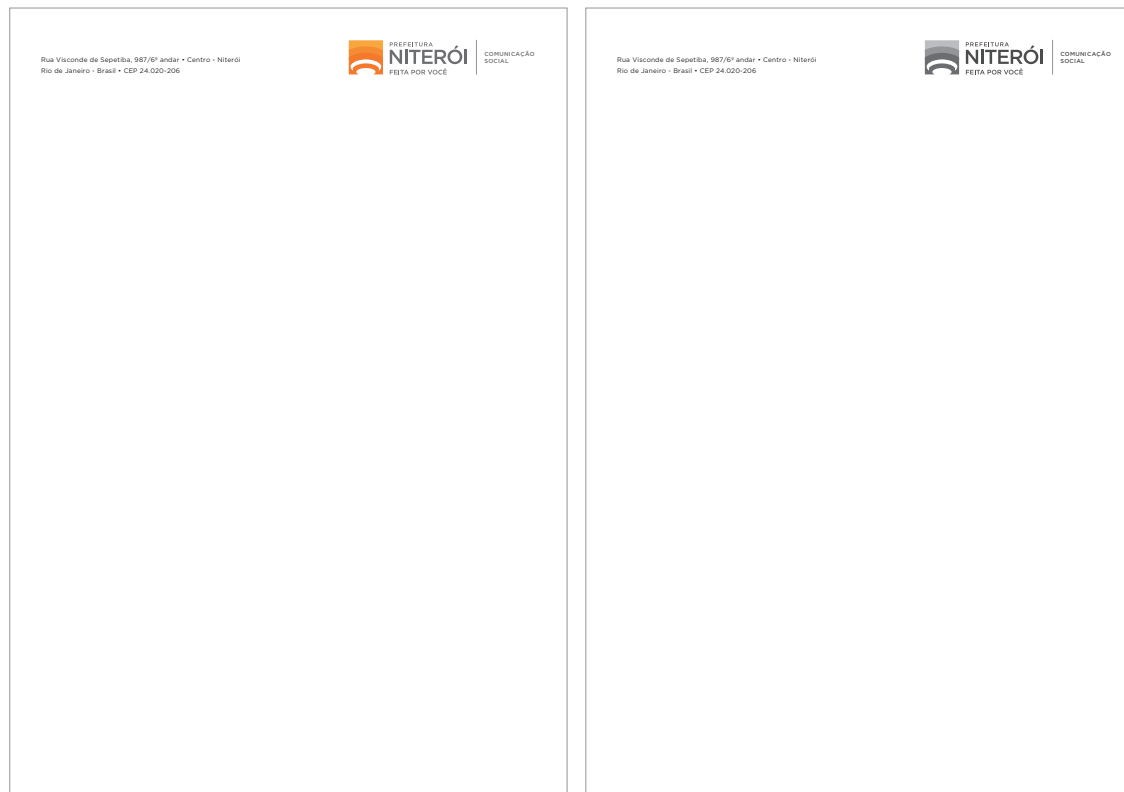 Rua Visconde de Sepetiba, 987/6º andar • Centro - Niterói
Rio de Janeiro - Brasil • CEP 24.020-206
PREFEITURA
NITERÓI
FEITA POR VOCÊ
COMUNICAÇÃO
SOCIAL
Rua Visconde de Sepetiba, 987/6º andar • Centro - Niterói
Rio de Janeiro - Brasil • CEP 24.020-206
PREFEITURA
NITERÓI
FEITA POR VOCÊ
COMUNICAÇÃO
SOCIAL